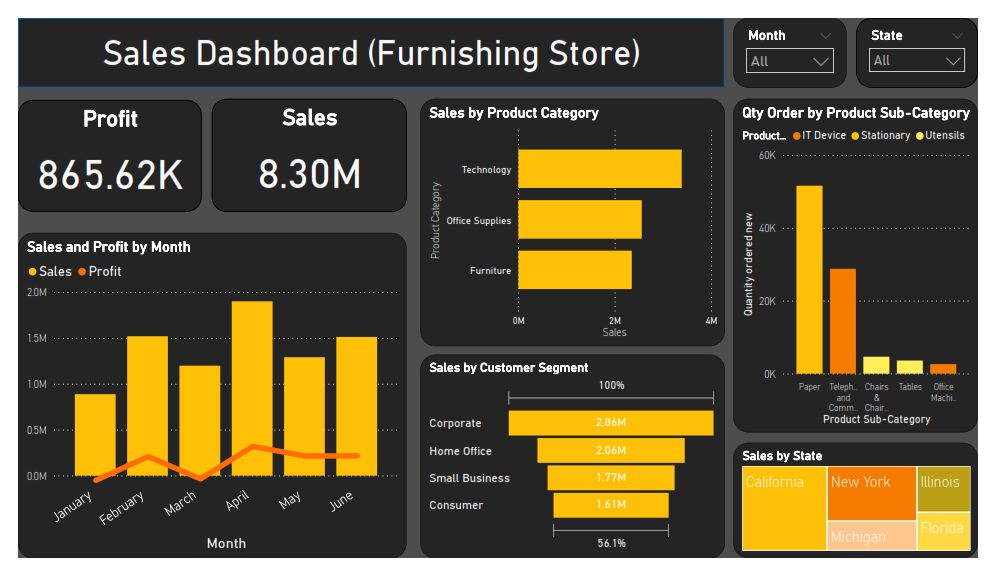 Sales Dashboard (Furnishing Store)
Month
All
State
All
Profit
865.62K
Sales
8.30M
Sales and Profit by Month
Sales Profit
2.0M
1.5M
1.0M
0.5M
0.0M
January February March April May June
Month
Sales by Product Category
Product Category
Technology
Office Supplies
Furniture
0M 2M 4M
Sales
Sales by Customer Segment
100%
Corporate 2.86M
Home Office 2.06M
Small Business 1.77M
Consumer 1.61M
56.1%
Qty Order by Product Sub-Category
Product... IT Device Stationary Utensils
Quantity ordered new
60K
40K
20K
0K
Paper Teleph.. Chairs Tables Office
and & Machi..
Comm.. Chair..
Product Sub-Category
Sales by State
California New York Illinois
Michigan Florida